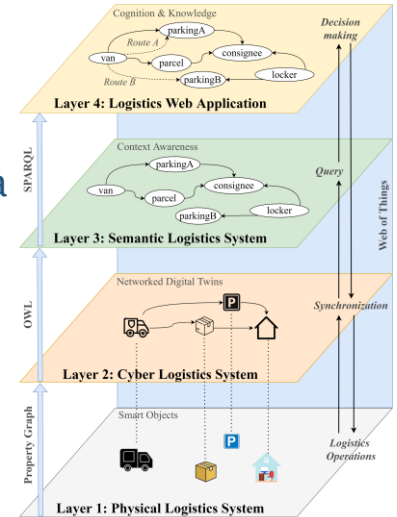 Cognition & Knowledge
Decision
making
parkingA
Route A
consignee
van
parcel
locker
Route B
parkingB
Layer 4: Logistics Web Application
SPARQL
a
Context Awareness
parkingA
Query
van
consignee
parcel
locker
parkingB
Layer 3: Semantic Logistics System
Web of Things
OWL
Networked Digital Twins
P
Synchronization
Layer 2: Cyber Logistics System
Property Graph
Smart Objects
P
Logistics
Operations
Layer 1: Physical Logistics System